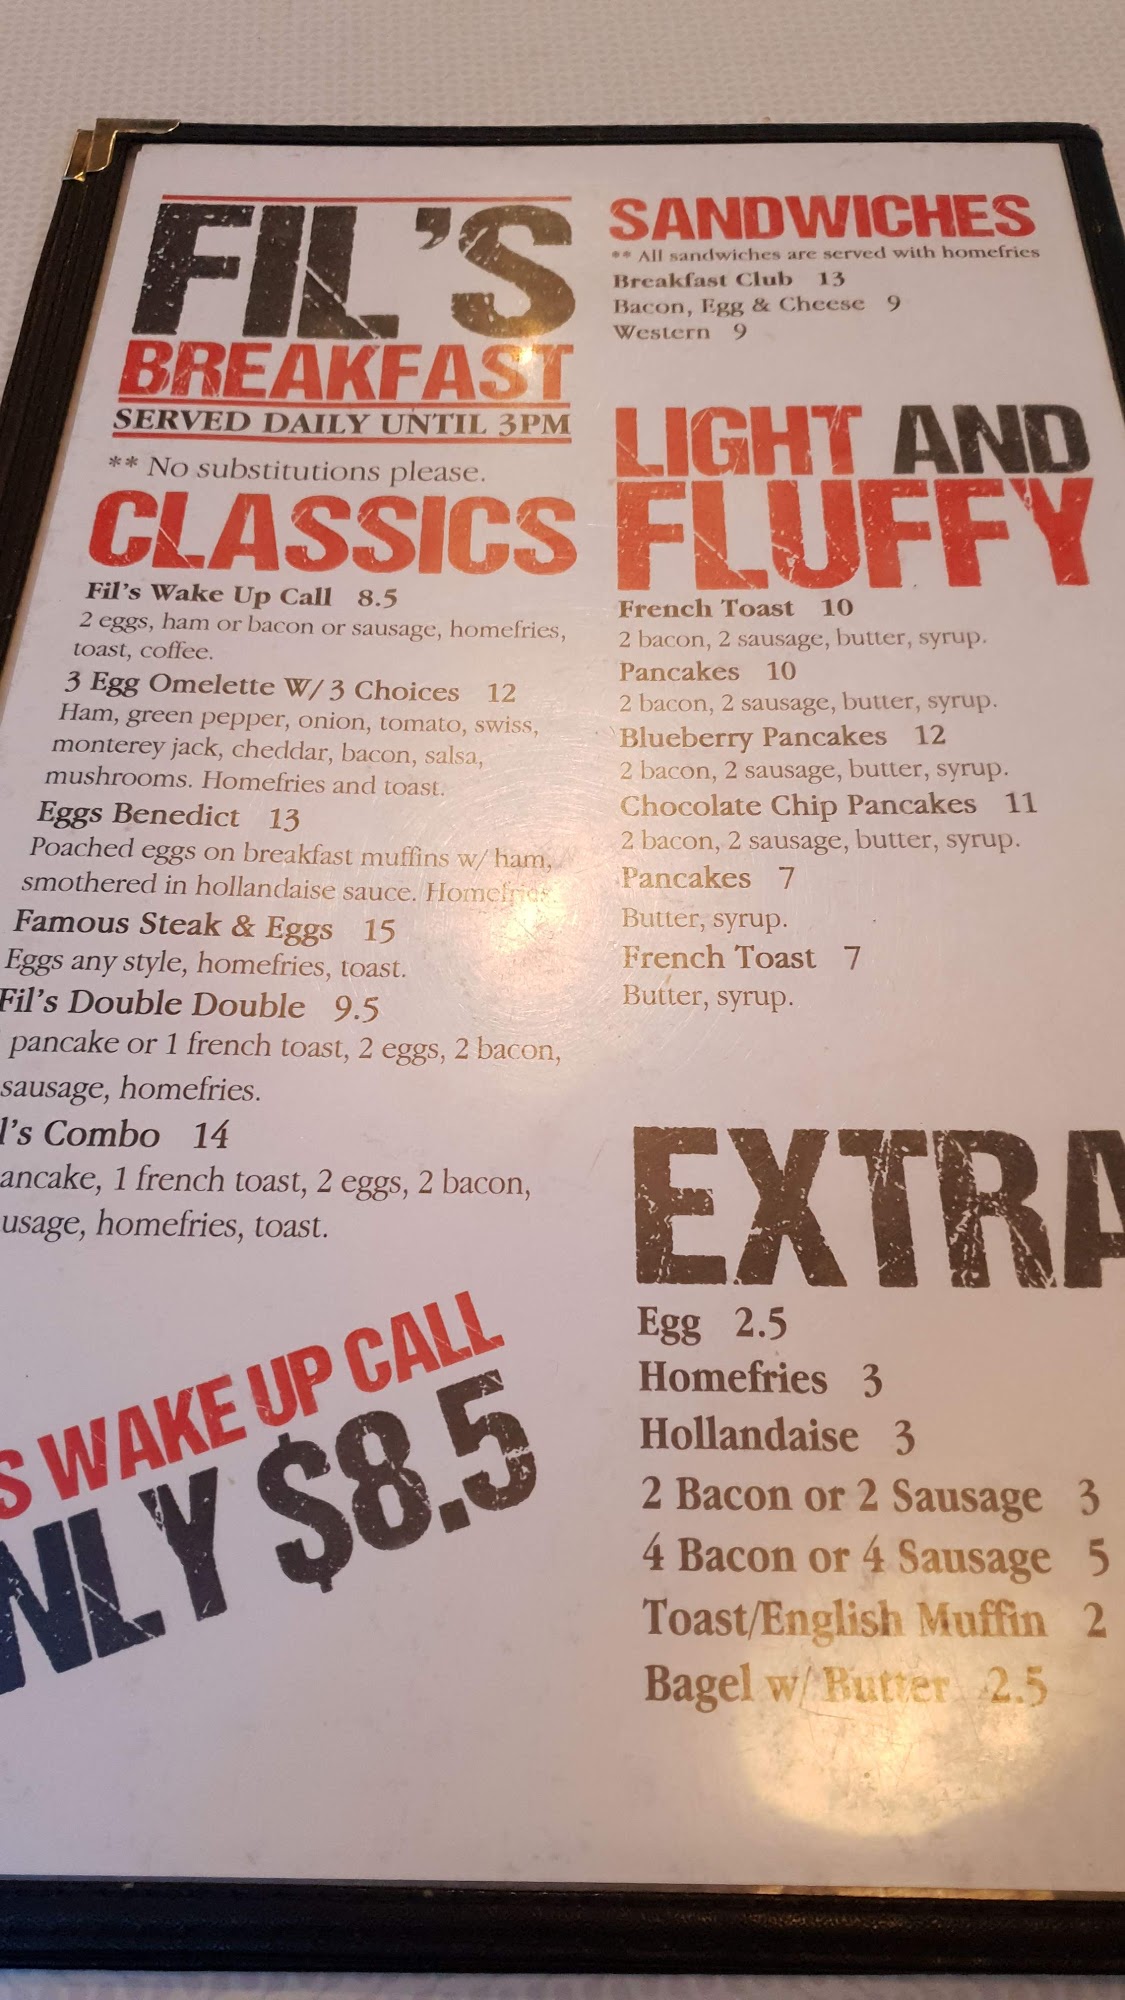 FIL'S
BREAKFAST
SERVED DAILY UNTIL 3PM
** No substitutions please.
CLASSICS
Fil's Wake Up Call 8.5
2 eggs, ham or bacon or sausage, homefries,
toast, coffee.
3 Egg Omelette W/ 3 Choices 12
Ham, green pepper, onion, tomato, swiss,
monterey jack, cheddar, bacon, salsa,
mushrooms. Homefries and toast.
Eggs Benedict 13
Poached eggs on breakfast muffins w/ ham,
smothered in hollandaise sauce. Homefries.
Famous Steak & Eggs 15
Eggs any style, homefries, toast.
Fil's Double Double 9.5
pancake or 1 french toast, 2 eggs, 2 bacon,
sausage, homefries.
l's Combo 14
ancake, 1 french toast, 2 eggs, 2 bacon,
usage, homefries, toast.
S WAKE UP CALL
NLY $8.5
SANDWICHES
** All sandwiches are served with homefries
Breakfast Club 13
Bacon, Egg & Cheese 9
Western 9
LIGHT AND
FLUFFY
French Toast 10
2 bacon, 2 sausage, butter, syrup.
Pancakes 10
2 bacon, 2 sausage, butter, syrup.
Blueberry Pancakes 12
2 bacon, 2 sausage, butter, syrup.
Chocolate Chip Pancakes 11
2 bacon, 2 sausage, butter, syrup.
Pancakes 7
Butter, syrup.
French Toast 7
Butter, syrup.
EXTRA
Egg 2.5
Homefries 3
Hollandaise 3
2 Bacon or 2 Sausage 3
4 Bacon or 4 Sausage 5
Toast/English Muffin 2
Bagel w/ Butter 2.5